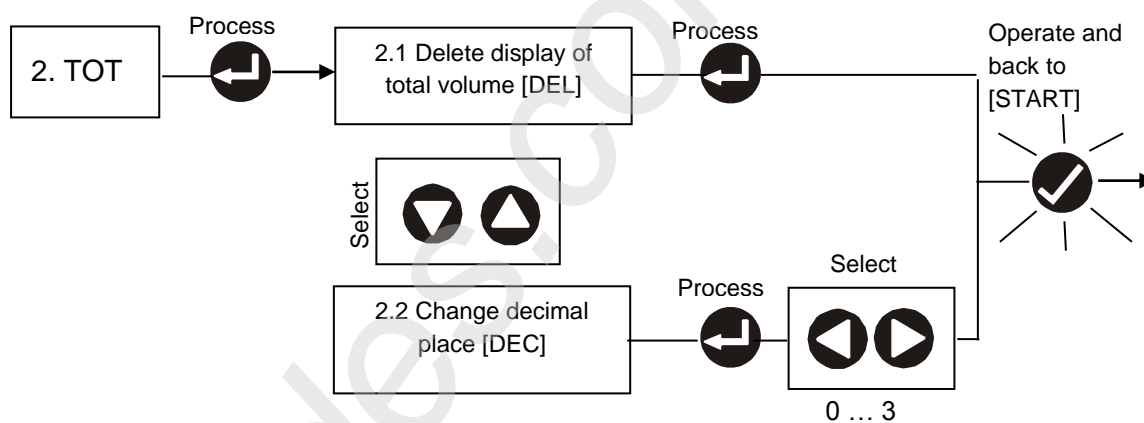 Process
2. TOT
2.1 Delete display of
total volume [DEL]
Process
Operate and
back to
[START]
Select
2.2 Change decimal
place [DEC]
Process
Select
0 … 3